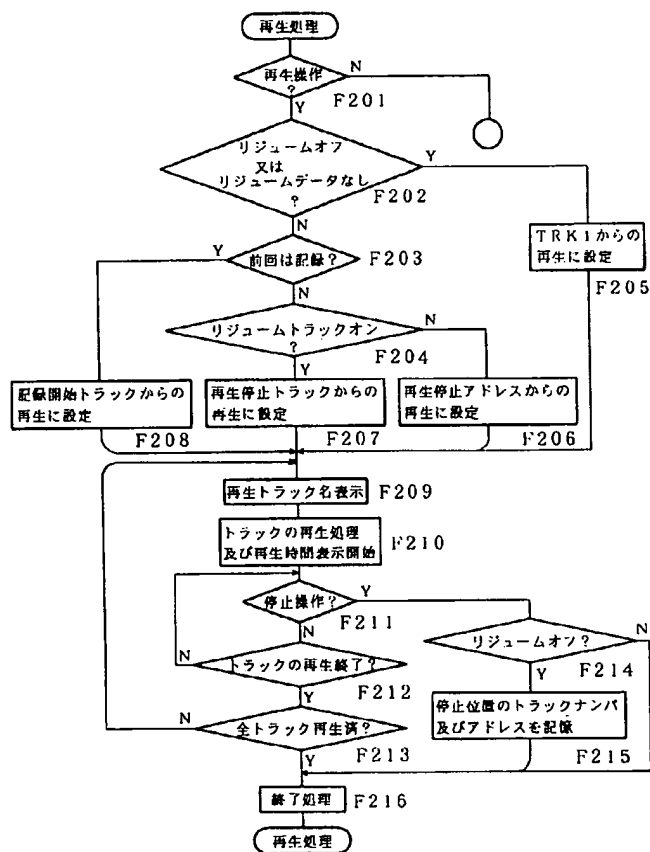 再生処理
再生操作
?
N
F201
Y
リジュームオフ
又は
リジュームデータなし
?
Y
F202
N
TRK1からの
再生に設定
F205
Y
前回は記録?
F203
N
リジュームトラックオン
?
N
F204
Y
記録開始トラックからの
再生に設定
F208
再生停止トラックからの
再生に設定
F207
再生停止アドレスからの
再生に設定
F206
再生トラック名表示
F209
トラックの再生処理
及び再生時間表示開始
F210
停止操作?
Y
F211
N
リジュームオフ?
N
F214
Y
N
トラックの再生終了?
F212
Y
停止位置のトラックナンバ
及びアドレスを記憶
F215
N
全トラック再生済?
F213
Y
終了処理
F216
再生処理